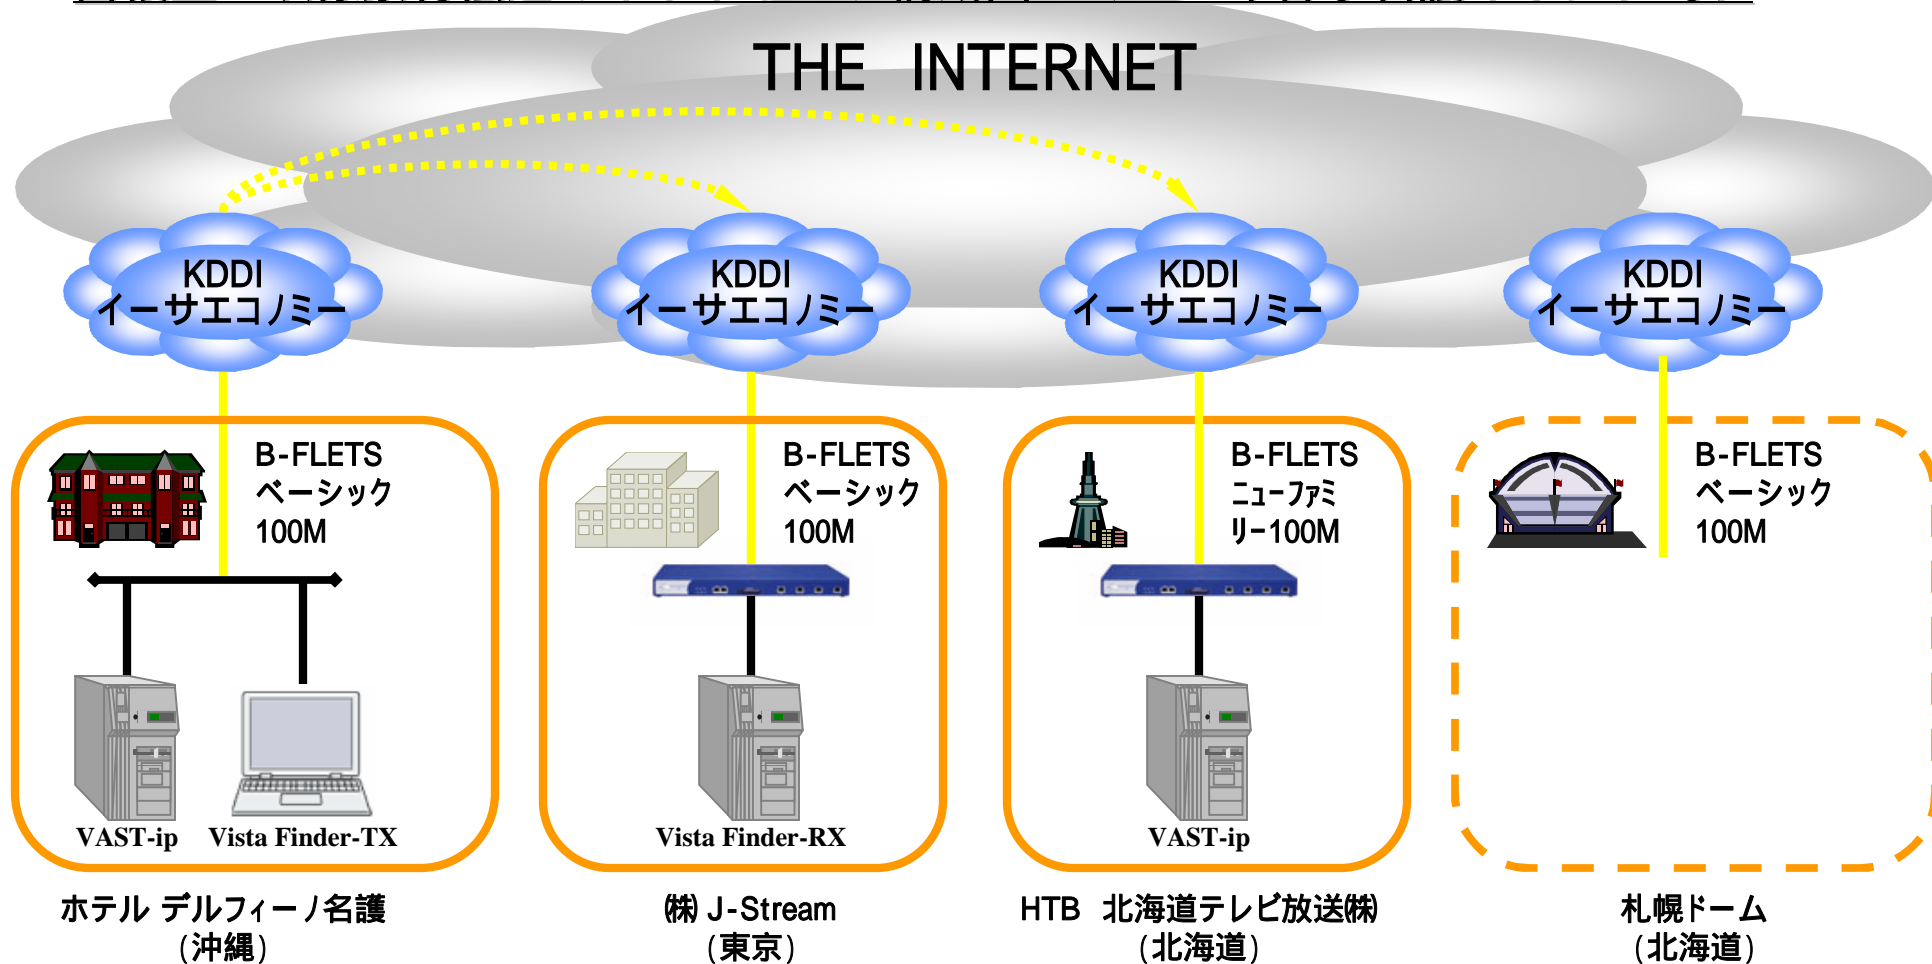 THE INTERNET
KDDI
イーサエコノミー
KDDI
イーサエコノミー
KDDI
イーサエコノミー
KDDI
イーサエコノミー
B-FLETS
ベーシック
100M
B-FLETS
ベーシック
100M
B-FLETS
ニューファミ
リー100M
B-FLETS
ベーシック
100M
VAST-ip
Vista Finder-TX
Vista Finder-RX
VAST-ip
ホテル デルフィーノ名護
(沖縄)
㈱ J-Stream
(東京)
HTB 北海道テレビ放送㈱
(北海道)
札幌ドーム
(北海道)